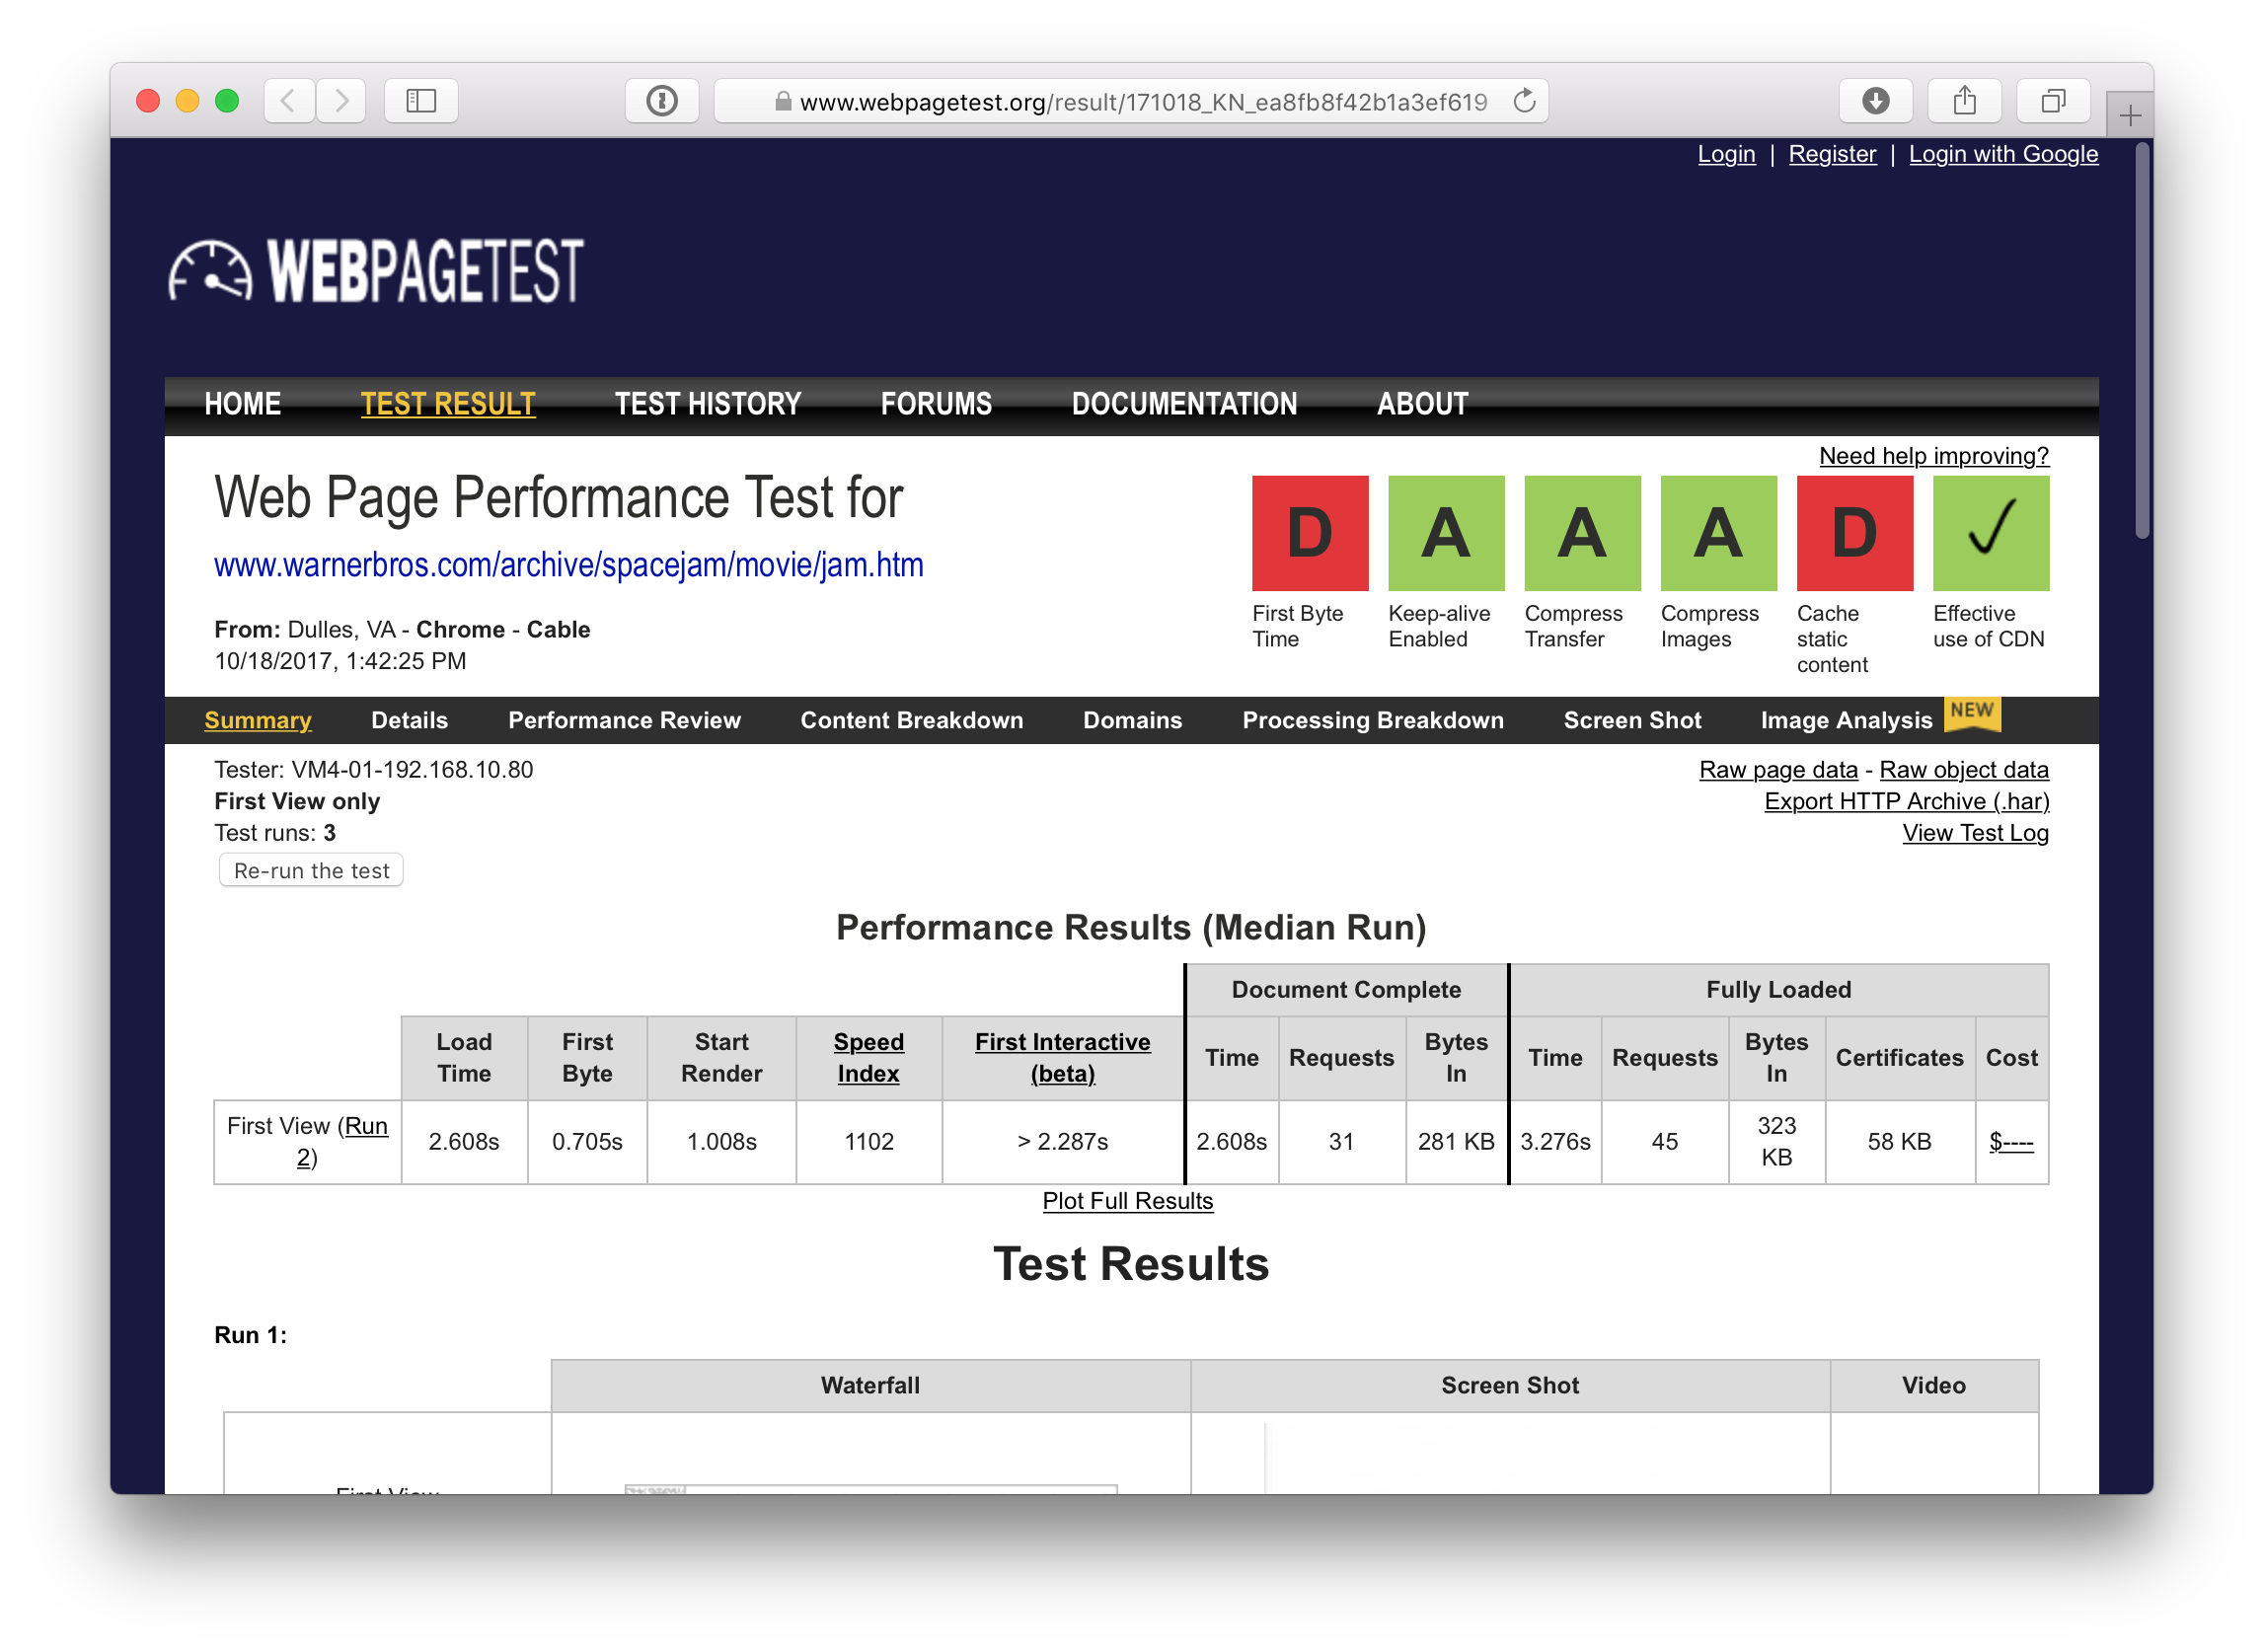 www.webpagetest.org/result/171018_KN_ea8fb8f42b1a3ef619
Login | Register | Login with Google
WEBPAGETEST
HOME TEST RESULT TEST HISTORY FORUMS DOCUMENTATION ABOUT
Need help improving?
Web Page Performance Test for
www.warnerbros.com/archive/spacejam/movie/jam.htm
From: Dulles, VA - Chrome - Cable
10/18/2017, 1:42:25 PM
D A A A D ✓
First Byte Time
Keep-alive Enabled
Compress Transfer
Compress Images
Cache static content
Effective use of CDN
Summary Details Performance Review Content Breakdown Domains Processing Breakdown Screen Shot Image Analysis NEW
Tester: VM4-01-192.168.10.80
First View only
Test runs: 3
Re-run the test
Raw page data - Raw object data
Export HTTP Archive (.har)
View Test Log
Performance Results (Median Run)
Document Complete Fully Loaded
Load Time First Byte Start Render Speed Index First Interactive (beta) Time Requests Bytes In Time Requests Bytes In Certificates Cost
First View (Run 2) 2.608s 0.705s 1.008s 1102 > 2.287s 2.608s 31 281 KB 3.276s 45 323 KB 58 KB $----
Plot Full Results
Test Results
Run 1:
Waterfall Screen Shot Video
First View